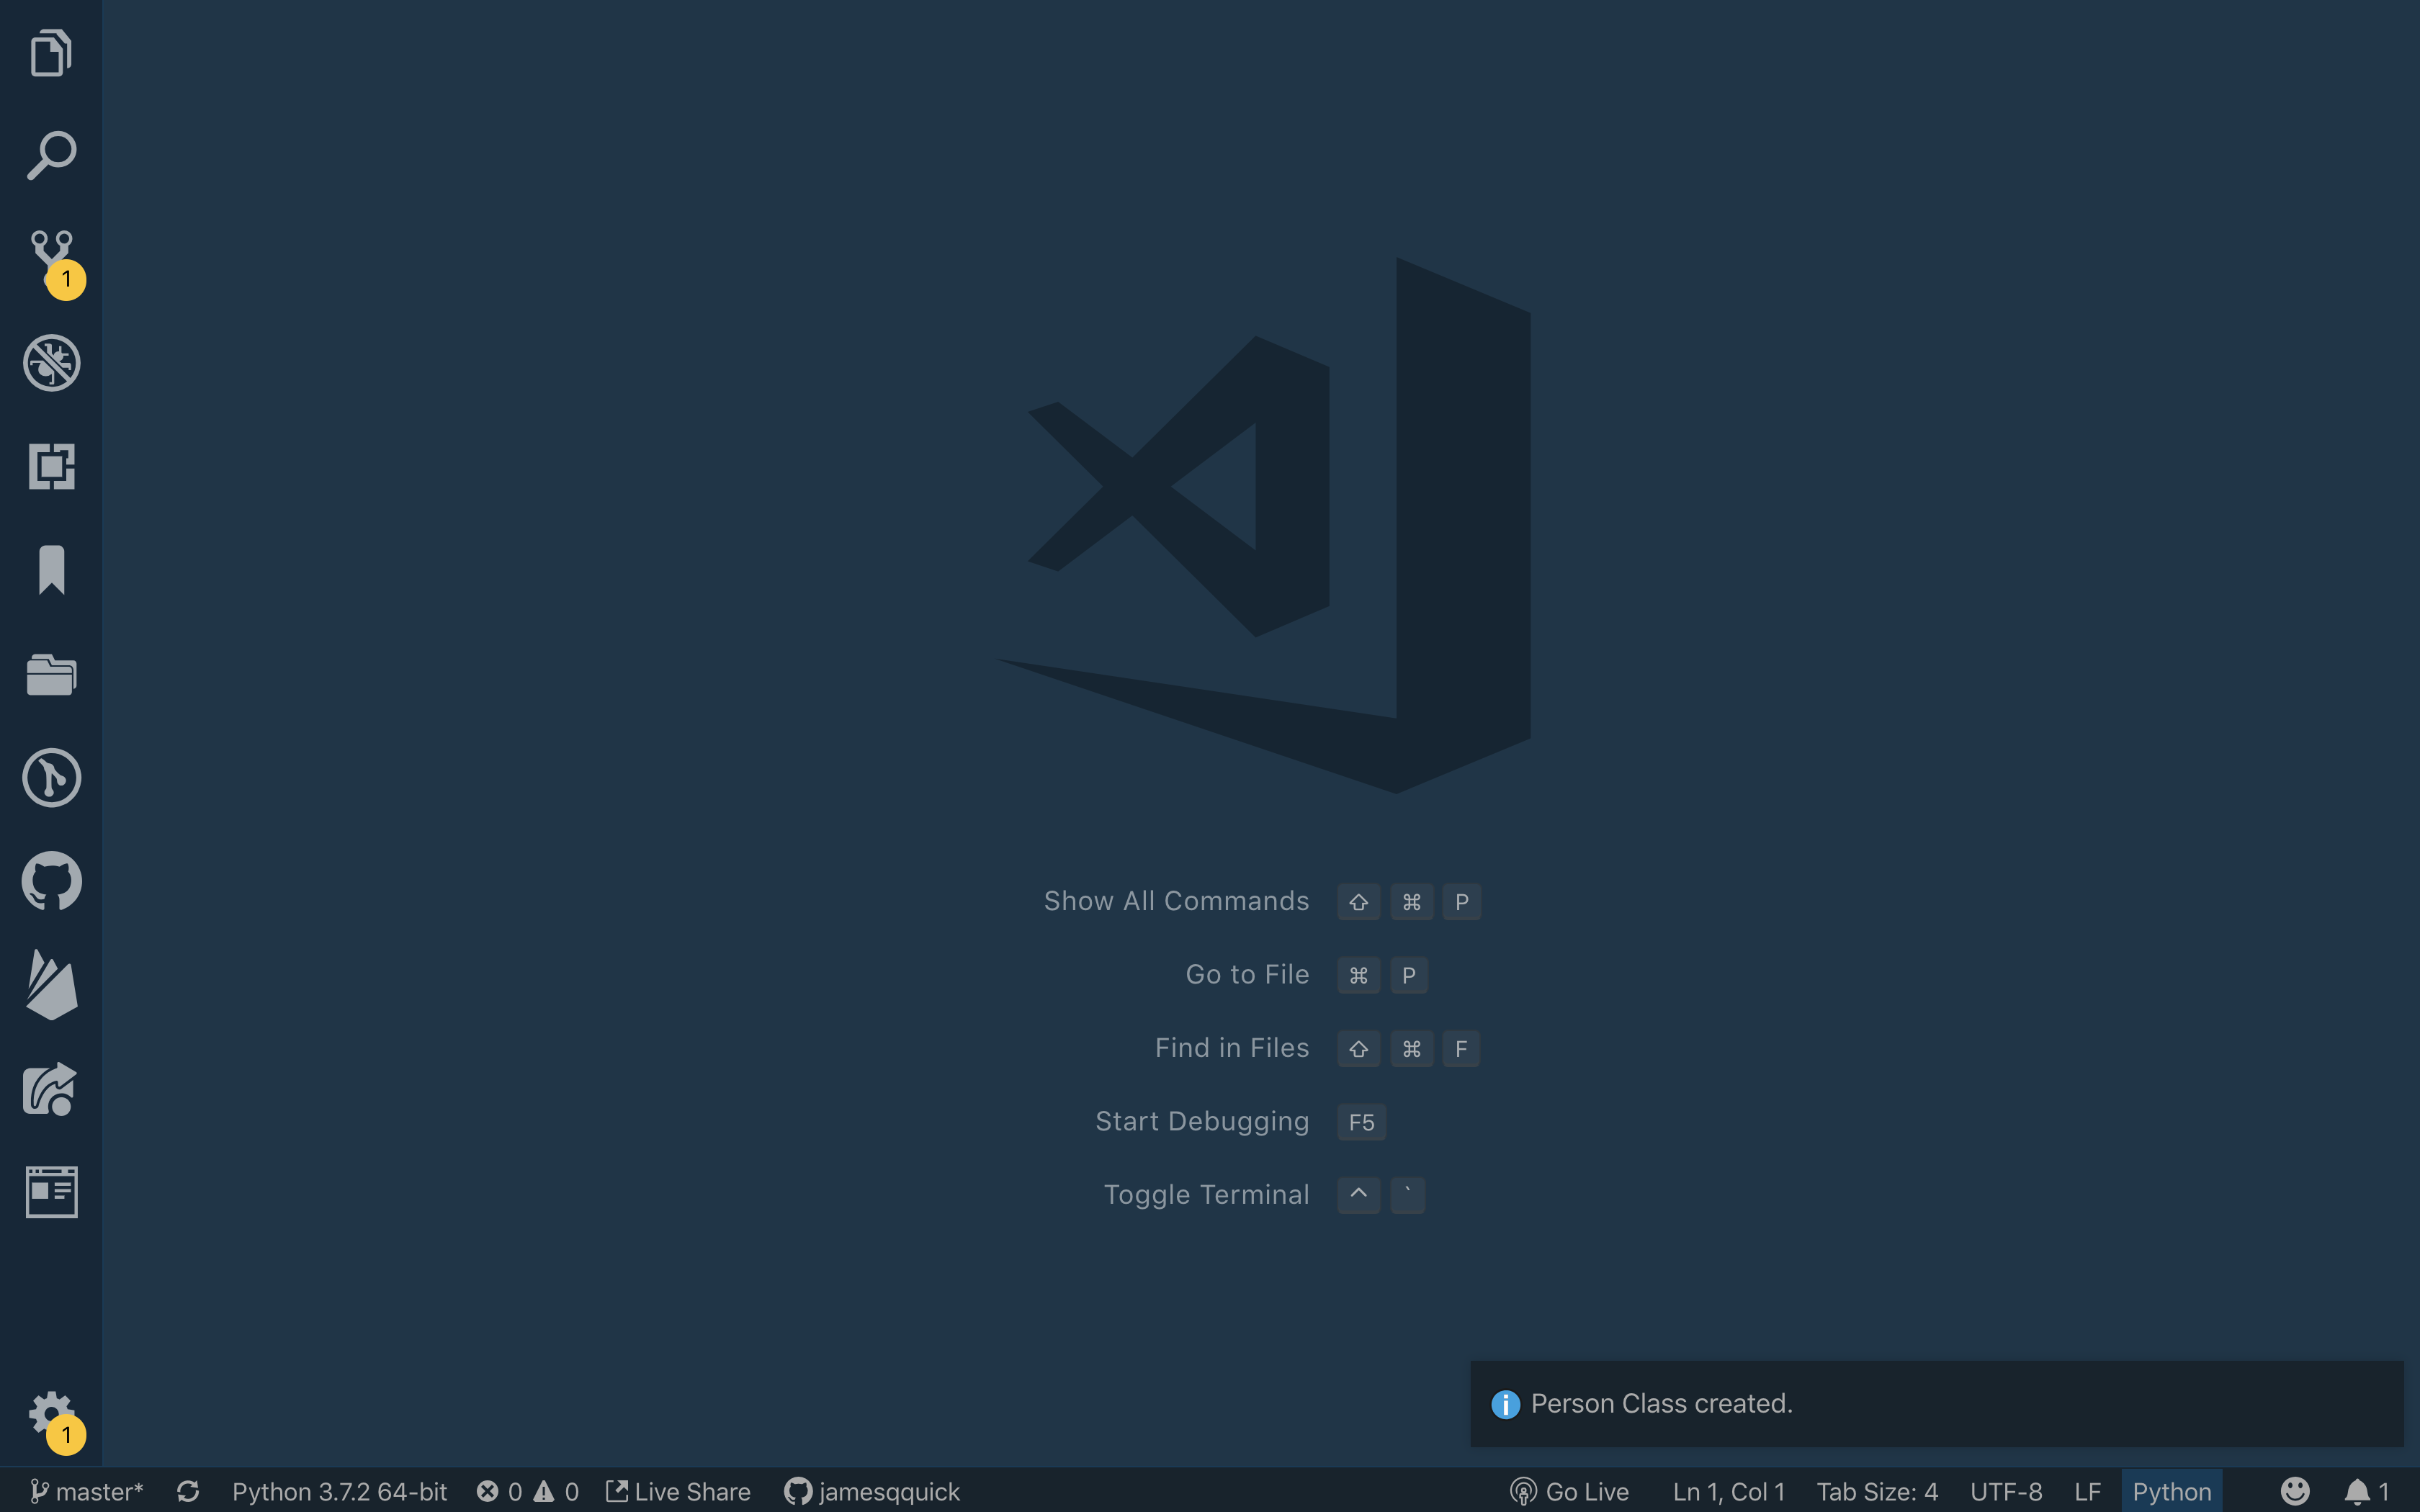 1
Show All Commands ⇧ ⌘ P
Go to File ⌘ P
Find in Files ⇧ ⌘ F
Start Debugging F5
Toggle Terminal ^ `
Person Class created.
1
master* Python 3.7.2 64-bit 0 0 Live Share jamesqquick Go Live Ln 1, Col 1 Tab Size: 4 UTF-8 LF Python 1